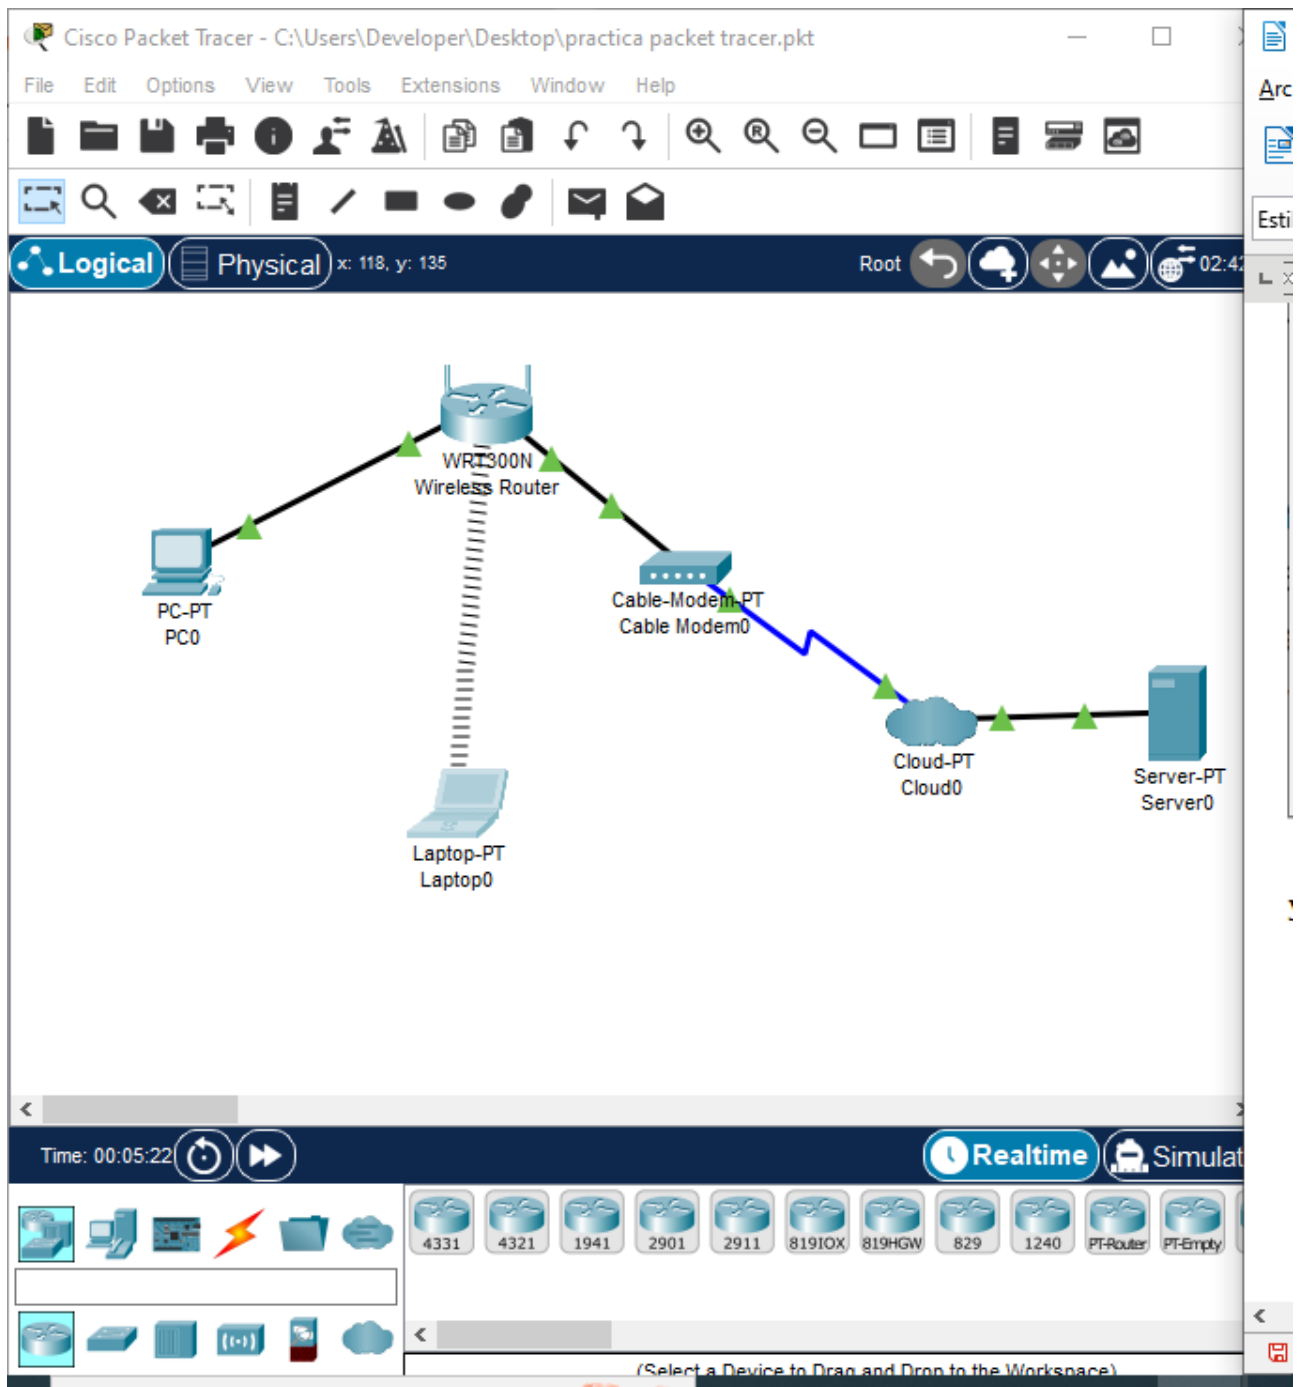 Cisco Packet Tracer - C:\Users\Developer\Desktop\practica packet tracer.pkt
File Edit Options View Tools Extensions Window Help
Arc
Esti
Logical Physical x: 118, y: 135 Root 02:42
WRT300N
Wireless Router
PC-PT
PC0
Cable-Modem-PT
Cable Modem0
Cloud-PT
Cloud0
Server-PT
Server0
Laptop-PT
Laptop0
Time: 00:05:22 Realtime Simulat
4331 4321 1941 2901 2911 819IOX 819HGW 829 1240 PT-Router PT-Empty
(Select a Device to Drag and Drop to the Workspace)